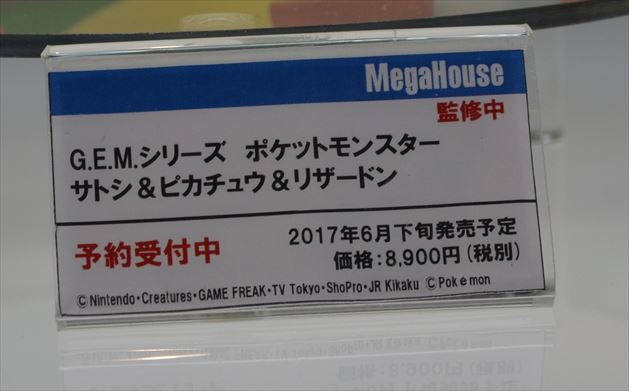 MegaHouse
監修中
G.E.M.シリーズ ポケットモンスター
サトシ&ピカチュウ&リザードン
予約受付中
2017年6月下旬発売予定
価格:8,900円(税別)
©Nintendo・Creatures・GAME FREAK・TV Tokyo・ShoPro・JR Kikaku ©Pokémon